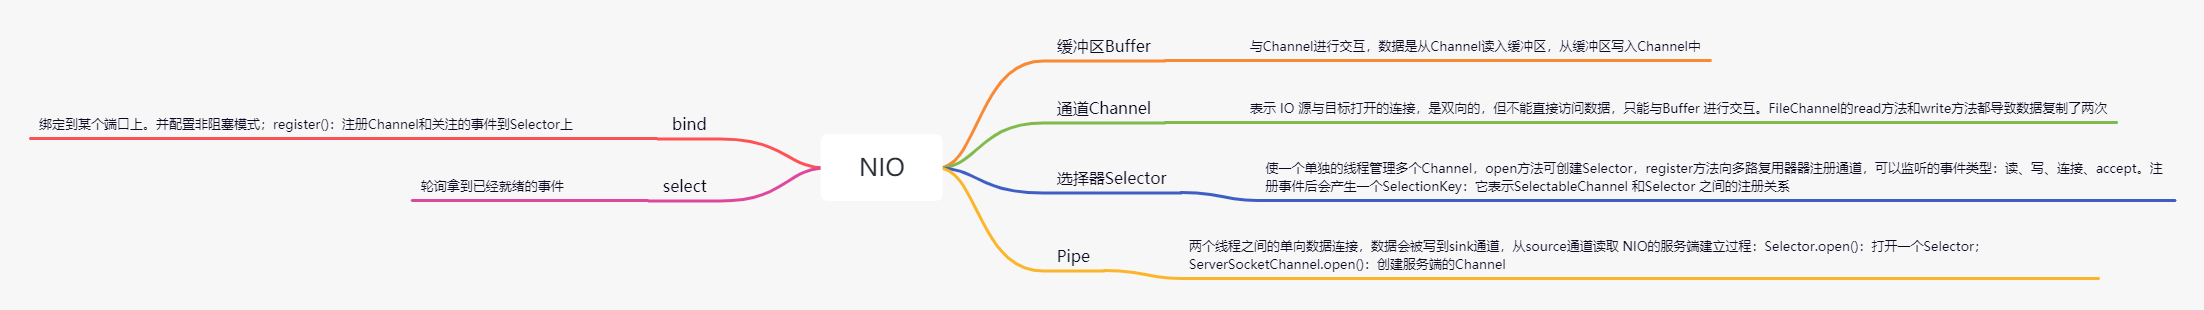 NIO
缓冲区Buffer
与Channel进行交互，数据是从Channel读入缓冲区，从缓冲区写入Channel中
通道Channel
表示 IO 源与目标打开的连接，是双向的，但不能直接访问数据，只能与Buffer 进行交互。FileChannel的read方法和write方法都导致数据复制了两次
选择器Selector
使一个单独的线程管理多个Channel，open方法可创建Selector，register方法向多路复用器器注册通道，可以监听的事件类型：读、写、连接、accept。注
册事件后会产生一个SelectionKey：它表示SelectableChannel 和Selector 之间的注册关系
Pipe
两个线程之间的单向数据连接，数据会被写到sink通道，从source通道读取 NIO的服务端建立过程：Selector.open()：打开一个Selector；
ServerSocketChannel.open()：创建服务端的Channel
bind
绑定到某个端口上。并配置非阻塞模式；register()：注册Channel和关注的事件到Selector上
select
轮询拿到已经就绪的事件